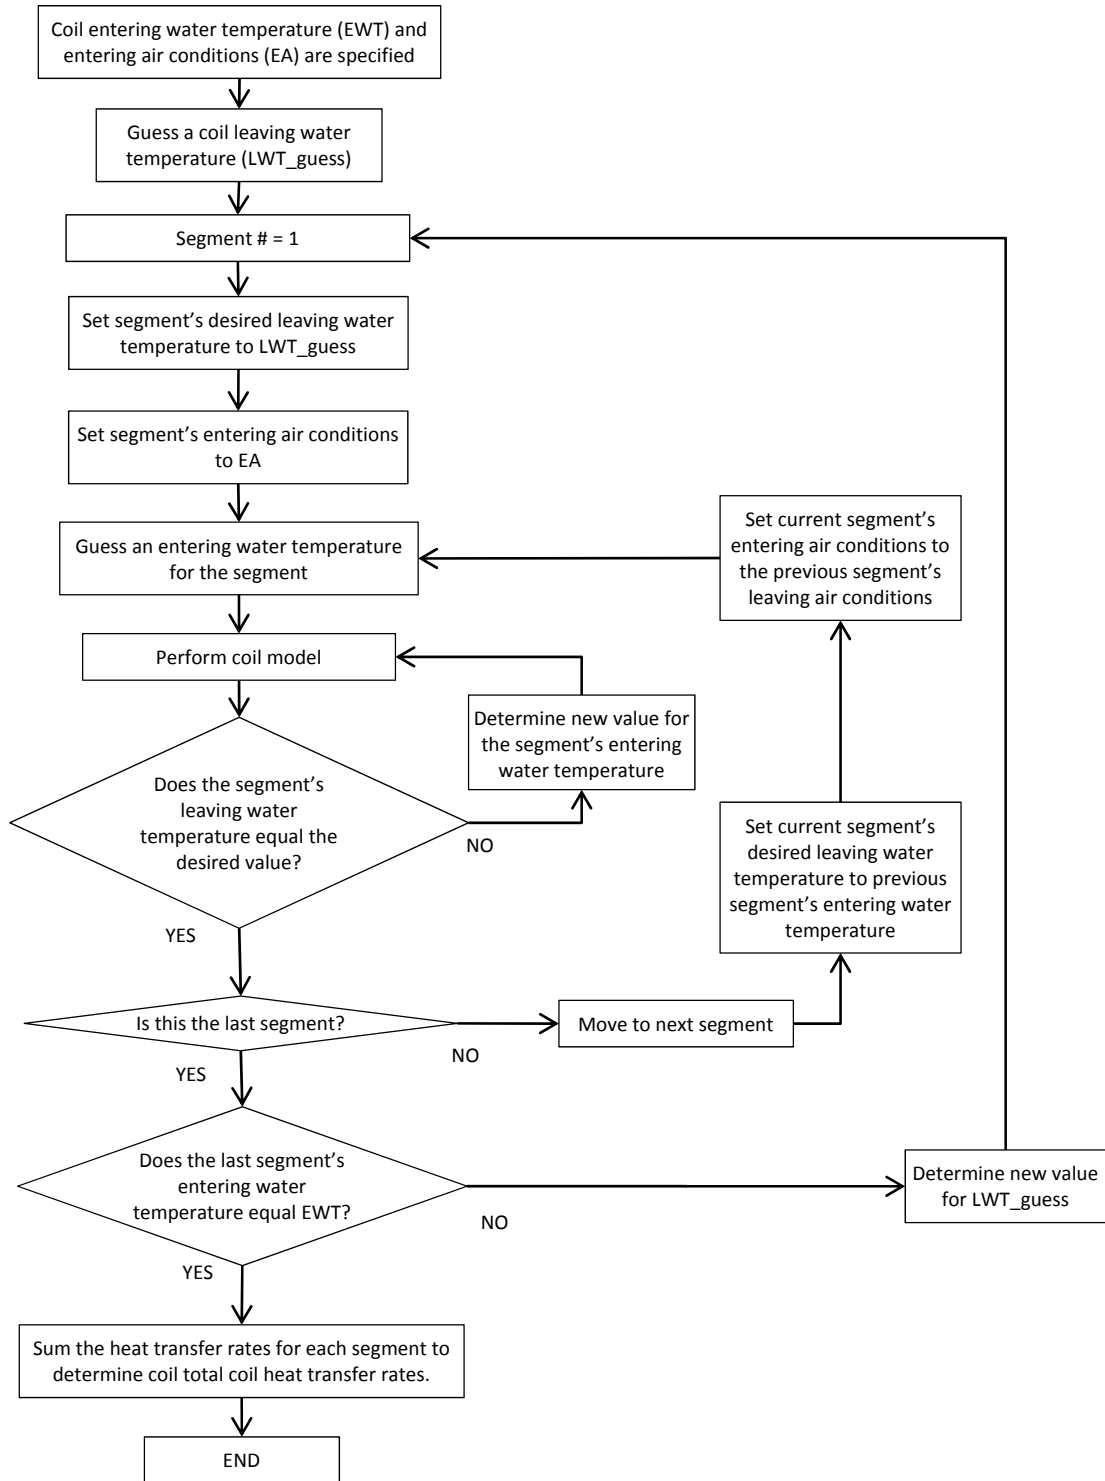 Coil entering water temperature (EWT) and
entering air conditions (EA) are specified
Guess a coil leaving water
temperature (LWT_guess)
Segment # = 1
Set segment’s desired leaving water
temperature to LWT_guess
Set segment’s entering air conditions
to EA
Guess an entering water temperature
for the segment
Set current segment’s
entering air conditions to
the previous segment’s
leaving air conditions
Perform coil model
Determine new value for
the segment’s entering
water temperature
Does the segment’s
leaving water
temperature equal the
desired value?
NO
Set current segment’s
desired leaving water
temperature to previous
segment’s entering water
temperature
YES
Is this the last segment?
NO
Move to next segment
YES
Does the last segment’s
entering water
temperature equal EWT?
NO
Determine new value
for LWT_guess
YES
Sum the heat transfer rates for each segment to
determine coil total coil heat transfer rates.
END